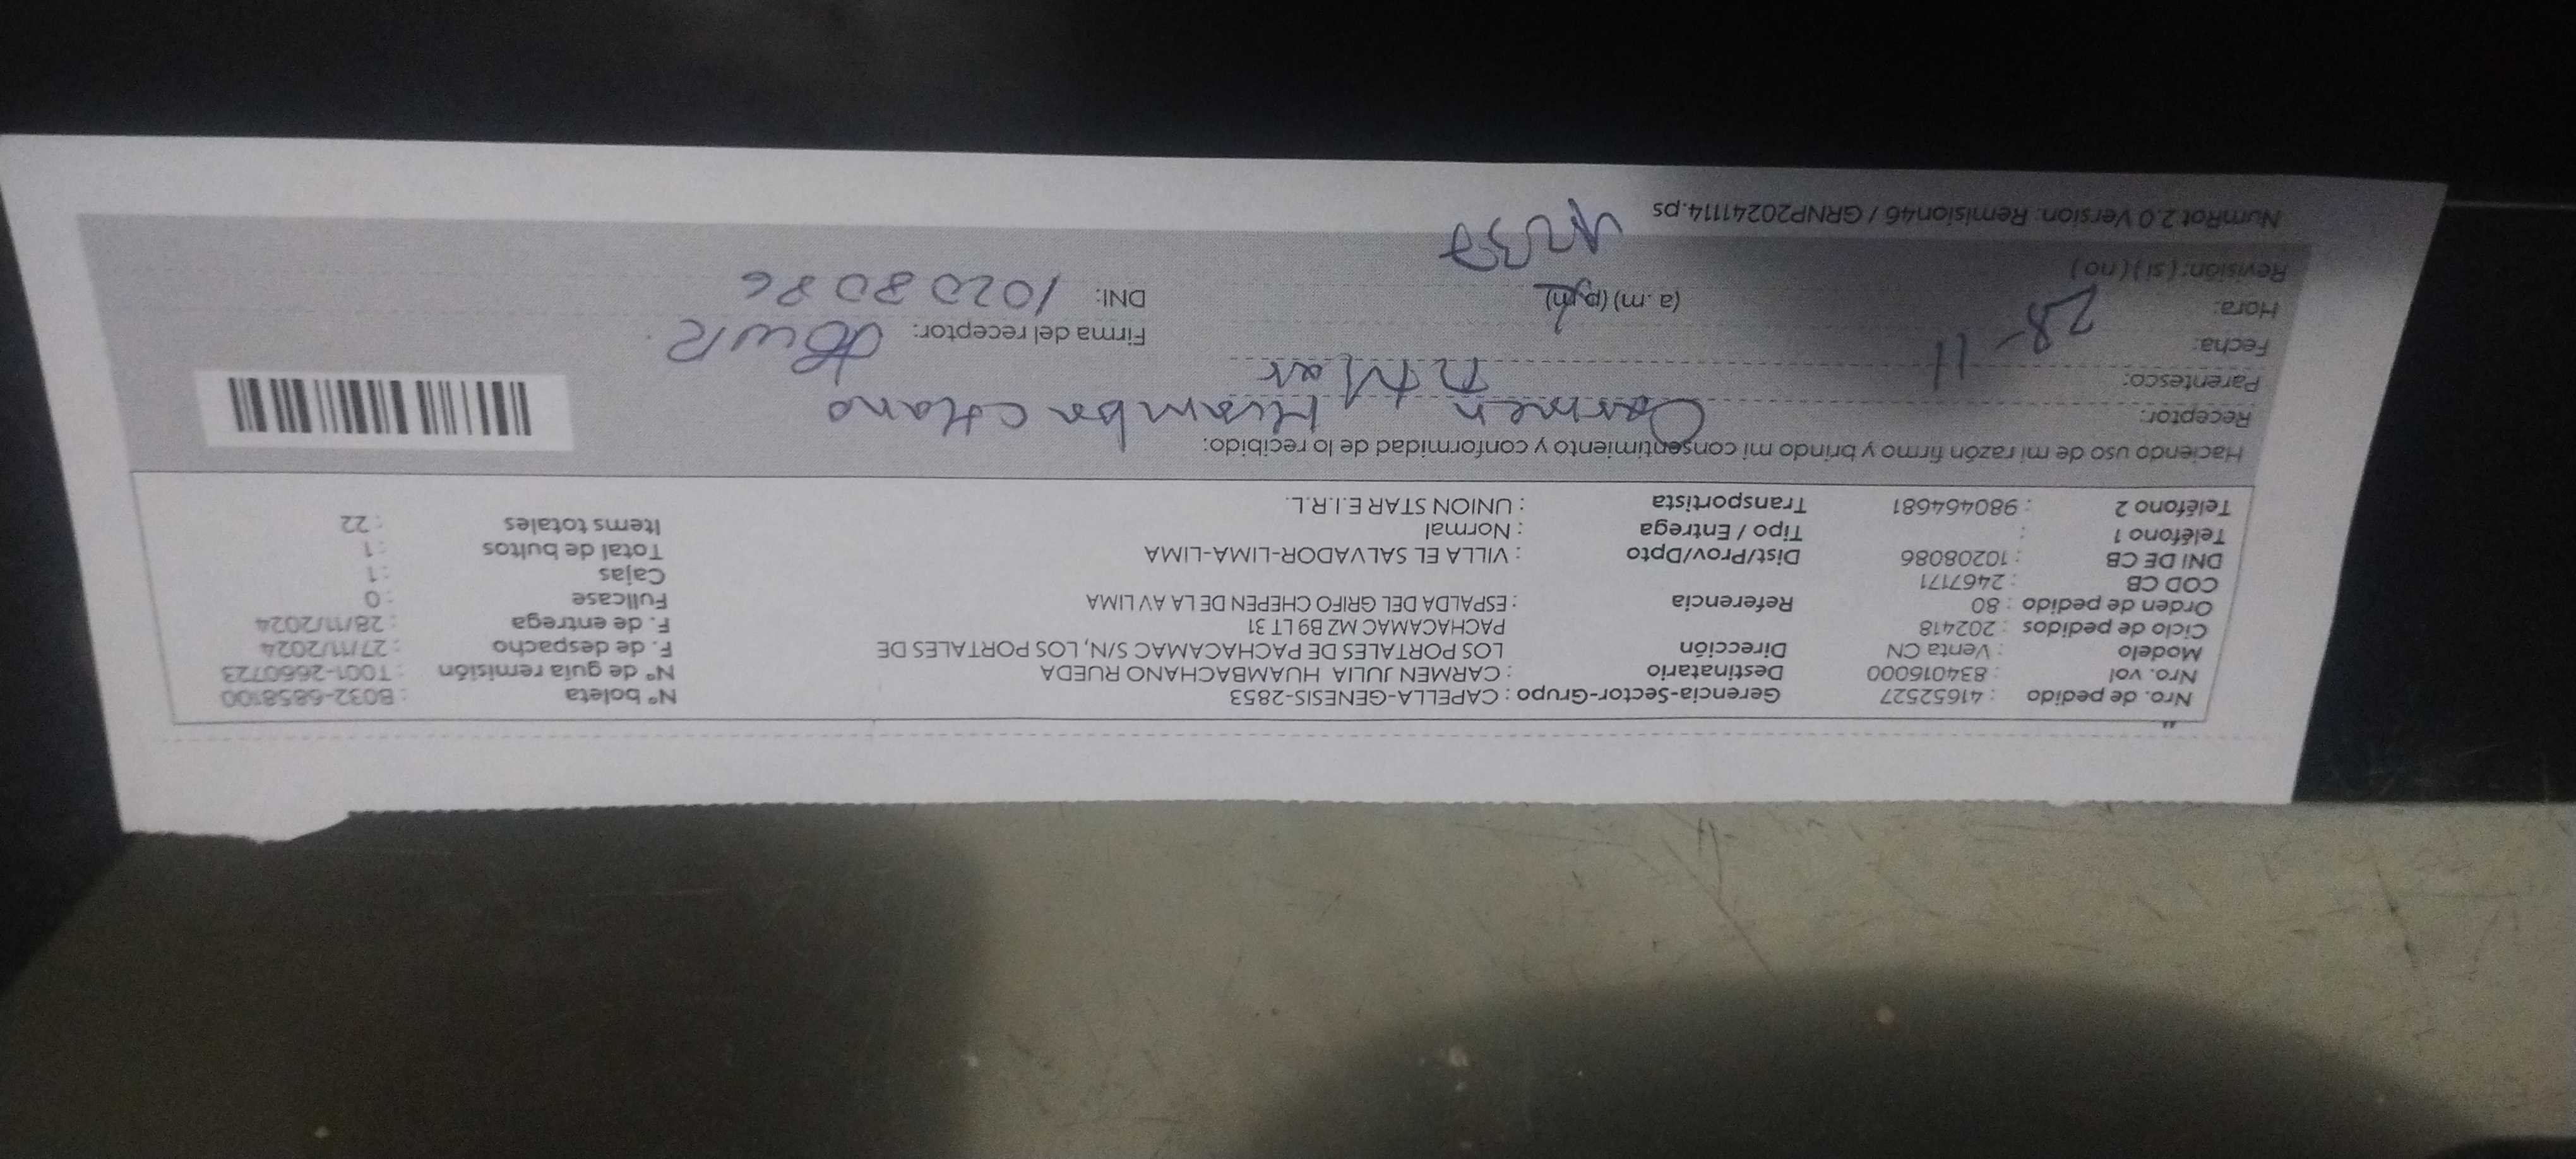 Nro. de pedido : 41652527 Gerencia-Sector-Grupo : CAPELLA-GENESIS-2853 N° boleta : B032-6858100
Nro. vol : 834016000 Destinatario : CARMEN JULIA HUAMBACHANO RUEDA N° de guía remisión : T001-2660723
Modelo : Venta CN Dirección LOS PORTALES DE PACHACAMAC S/N, LOS PORTALES DE F. de despacho : 27/11/2024
Ciclo de pedidos : 202418 PACHACAMAC MZ B9 LT 31 F. de entrega : 28/11/2024
Orden de pedido : 80 Referencia : ESPALDA DEL GRIFO CHEPEN DE LA AV LIMA Fullcase : 0
COD CB : 2467171 Cajas : 1
DNI DE CB : 10208086 Dist/Prov/Dpto : VILLA EL SALVADOR-LIMA-LIMA Total de bultos : 1
Teléfono 1 : Tipo / Entrega : Normal Items totales : 22
Teléfono 2 : 980464681 Transportista : UNION STAR E.I.R.L.
Haciendo uso de mi razón firmo y brindo mi consentimiento y conformidad de lo recibido:
Receptor: Carmen Huambachano
Parentesco:
Fecha: 28-11 Firma del receptor:
Hora: (a.m) (p.m) DNI: 10208086
Revisión: ( si ) ( no )
NumRot 2.0 Version: Remision46 / GRNP20241114.ps